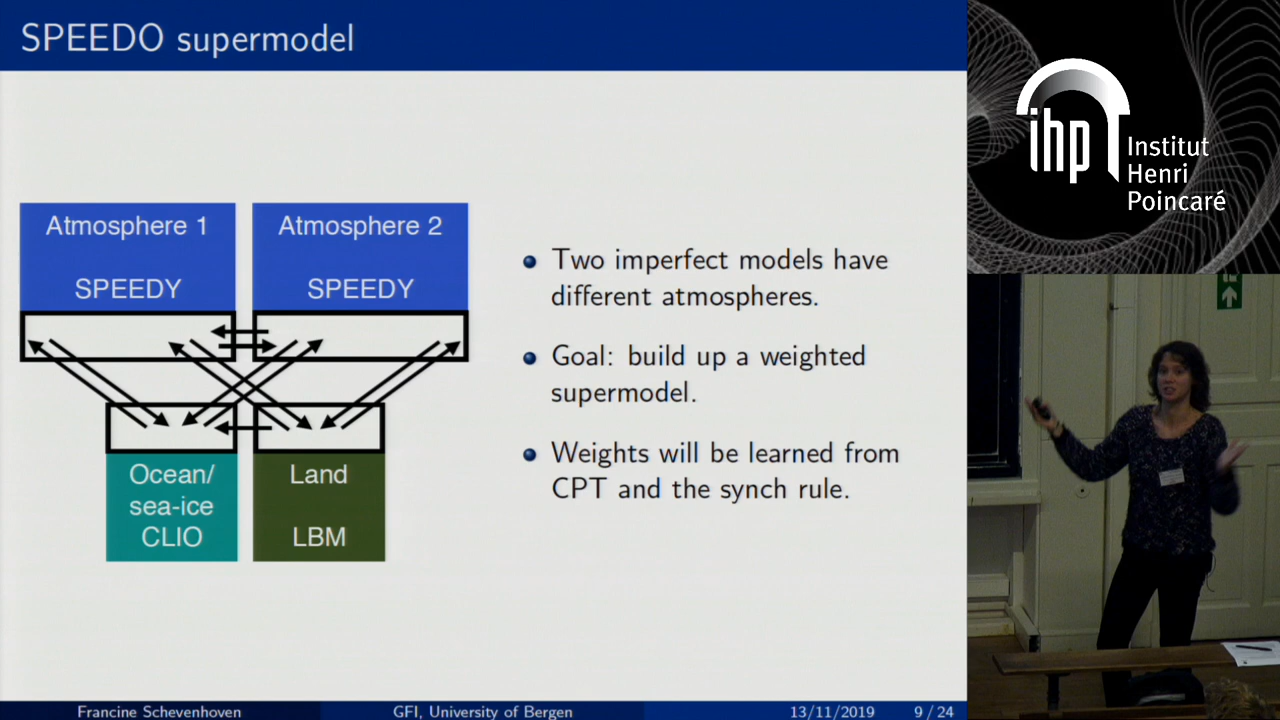 SPEEDO supermodel
Atmosphere 1
SPEEDY
Atmosphere 2
SPEEDY
Ocean/
sea-ice
CLIO
Land
LBM
Two imperfect models have
different atmospheres.
Goal: build up a weighted
supermodel.
Weights will be learned from
CPT and the synch rule.
Francine Schevenhoven
GFI, University of Bergen
13/11/2019
9 / 24
ihp
Institut
Henri
Poincaré